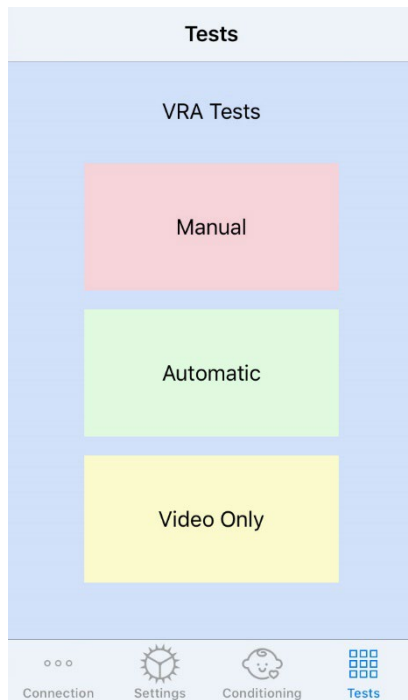 Tests
VRA Tests
Manual
Automatic
Video Only
Connection Settings Conditioning Tests